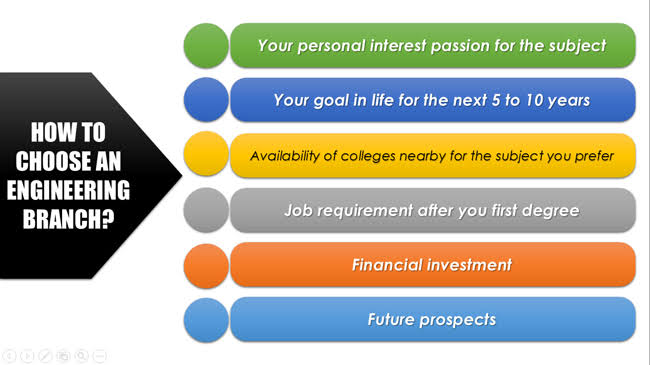 HOW TO
CHOOSE AN
ENGINEERING
BRANCH?
Your personal interest passion for the subject
Your goal in life for the next 5 to 10 years
Availability of colleges nearby for the subject you prefer
Job requirement after you first degree
Financial investment
Future prospects